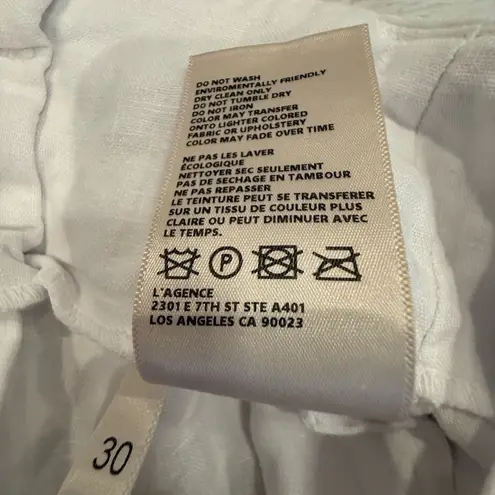 DO NOT WASH
ENVIROMENTALLY FRIENDLY
DRY CLEAN ONLY
DO NOT TUMBLE DRY
DO NOT IRON
COLOR MAY TRANSFER
ONTO LIGHTER COLORED
FABRIC OR UPHOLSTERY
COLOR MAY FADE OVER TIME
NE PAS LES LAVER
ÉCOLOGIQUE
NETTOYER SEC SEULEMENT
PAS DE SECHAGE EN TAMBOUR
NE PAS REPASSER
LE TEINTURE PEUT SE TRANSFERER
SUR UN TISSU DE COULEUR PLUS
CLAIRE OU PEUT DIMINUER AVEC
LE TEMPS.
P
L'AGENCE
2301 E 7TH ST STE A401
LOS ANGELES CA 90023
30